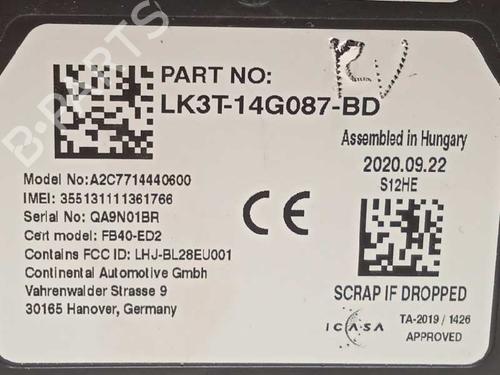 B-PARTS
RV
PART NO:
LK3T-14G087-BD
Assembled in Hungary
2020.09.22
S12HE
Model No:A2C7714440600
IMEI: 355131111361766
Serial No: QA9N01BR
Cert model: FB40-ED2
Contains FCC ID: LHJ-BL28EU001
Continental Automotive Gmbh
Vahrenwalder Strasse 9
30165 Hanover, Germany
CE
SCRAP IF DROPPED
ICASA
TA-2019 / 1426
APPROVED